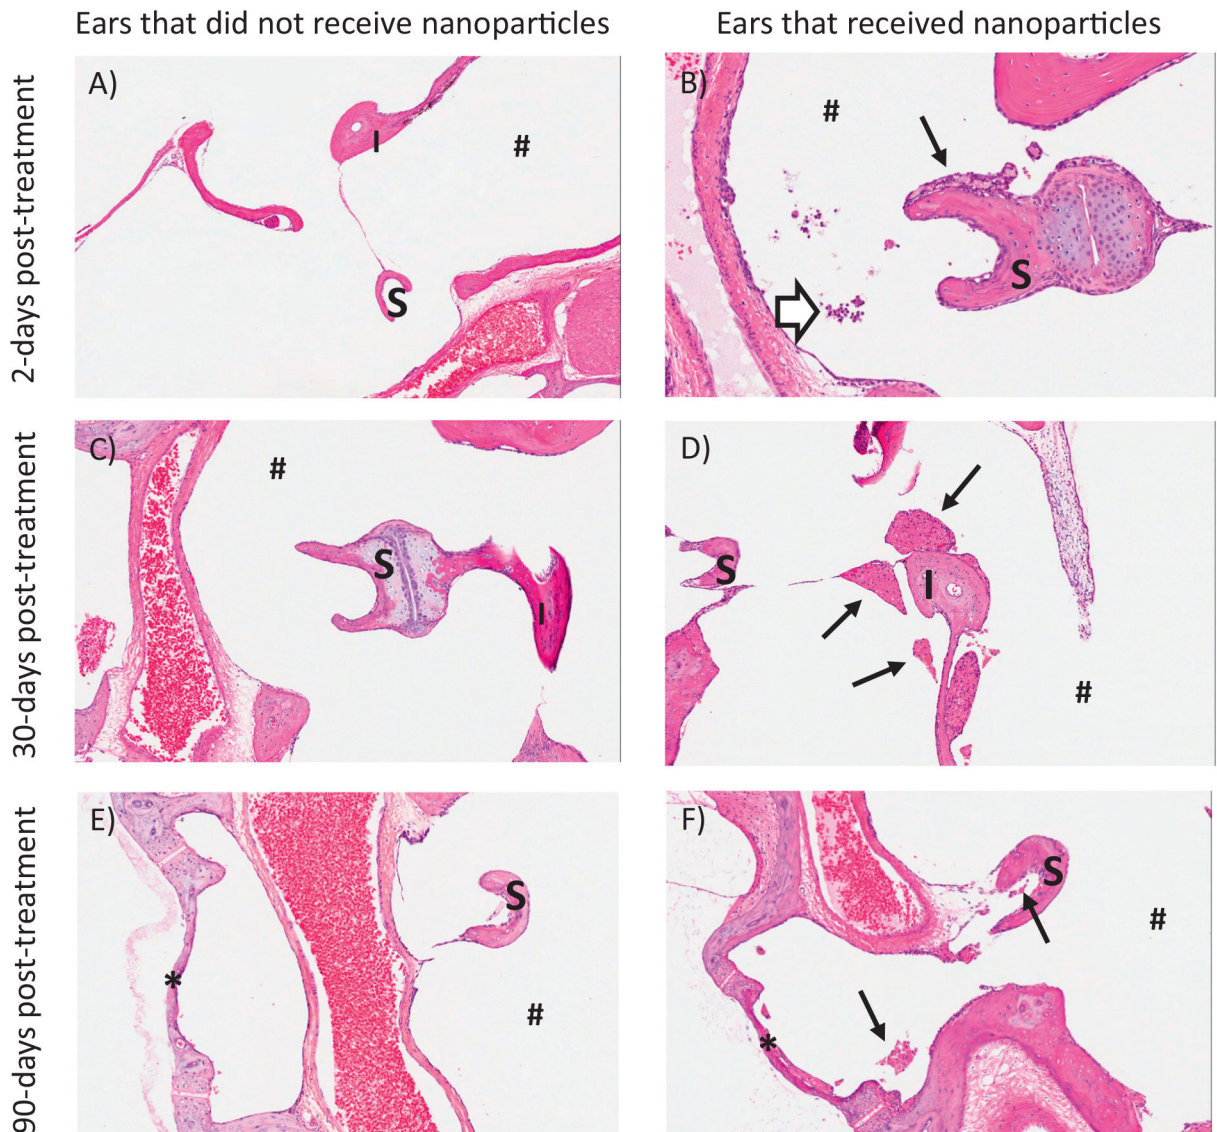 Ears that did not receive nanoparticles
Ears that received nanoparticles
2-days post-treatment
A)
I
#
S
B)
#
S
30-days post-treatment
C)
#
S
I
D)
S
I
#
90-days post-treatment
E)
S
*
#
F)
S
#
*